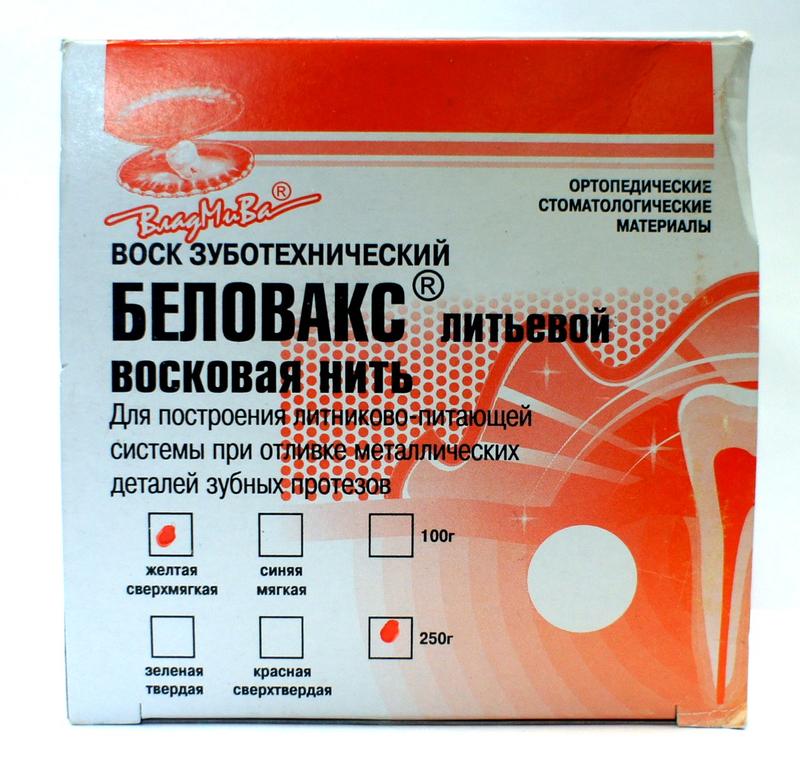 ВладМиВа®
ОРТОПЕДИЧЕСКИЕ
СТОМАТОЛОГИЧЕСКИЕ
МАТЕРИАЛЫ
ВОСК ЗУБОТЕХНИЧЕСКИЙ
БЕЛОВАКС® ЛИТЬЕВОЙ
ВОСКОВАЯ НИТЬ
Для построения литниково-питающей
системы при отливке металлических
деталей зубных протезов
100г
желтая
сверхмягкая
синяя
мягкая
250г
зеленая
твердая
красная
сверхтвердая